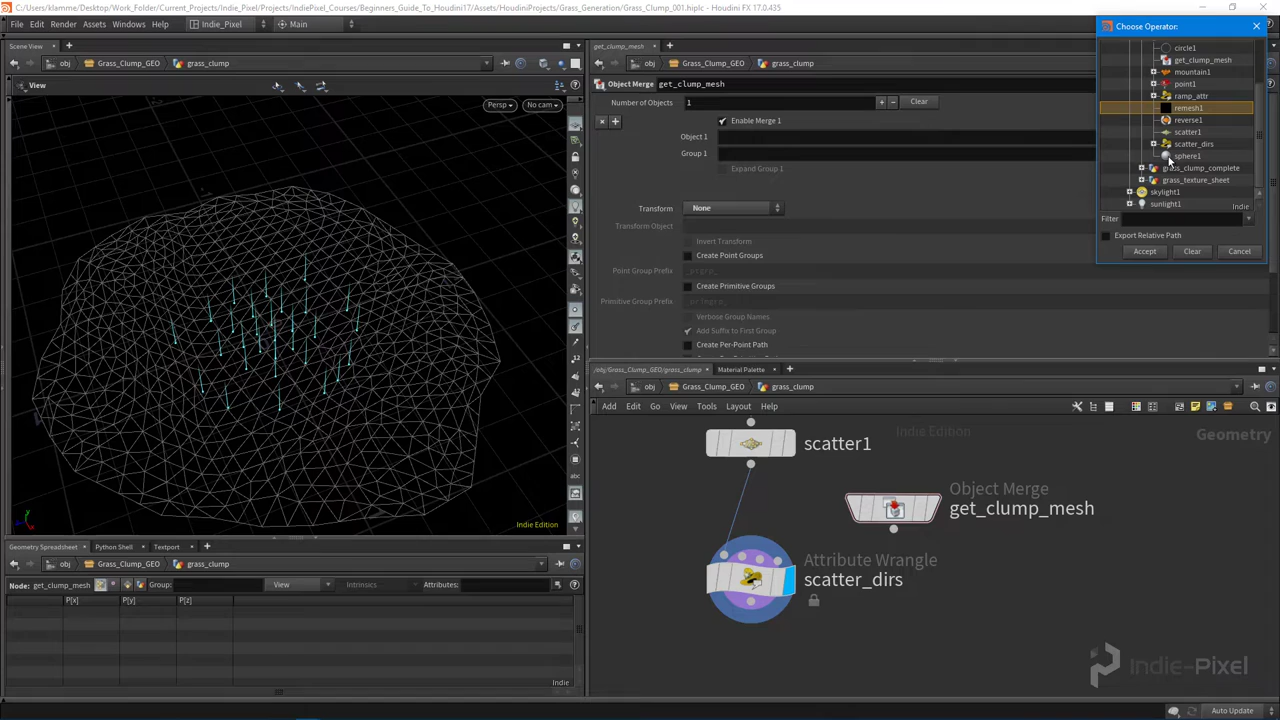 C:/Users/klamme/Desktop/Work_Folder/Current_Projects/IndiePixel_Courses/Beginners_Guide_To_Houdini17/Assets/HoudiniProjects/Grass_Generation/Grass_Clump_001.hiplc - Houdini FX 17.0.435
File Edit Render Assets Windows Help Indie_Pixel Main
Scene View
obj Grass_Clump_GEO grass_clump
View
Persp No cam
Indie Edition
get_clump_mesh
obj Grass_Clump_GEO grass_clump
Object Merge get_clump_mesh
Number of Objects 1 Clear
Enable Merge 1
Object 1
Group 1
Expand Group 1
Transform None
Transform Object
Invert Transform
Create Point Groups
Point Group Prefix
Create Primitive Groups
Primitive Group Prefix
Verbose Group Names
Add Suffix to First Group
Create Per-Point Path
Choose Operator:
circle1
get_clump_mesh
mountain1
point1
ramp_attr
remesh1
reverse1
scatter1
scatter_dirs
sphere1
grass_clump_complete
grass_texture_sheet
skylight1
sunlight1
Indie
Filter
Export Relative Path
Accept Clear Cancel
/obj/Grass_Clump_GEO/grass_clump Material Palette
obj Grass_Clump_GEO grass_clump
Add Edit Go View Tools Layout Help
Indie Edition
Geometry
scatter1
Object Merge
get_clump_mesh
Attribute Wrangle
scatter_dirs
Indie-Pixel
Geometry Spreadsheet Python Shell Textport
obj Grass_Clump_GEO grass_clump
Node: get_clump_mesh Group: View Intrinsics Attributes:
P[x] P[y] P[z]
Indie
Auto Update